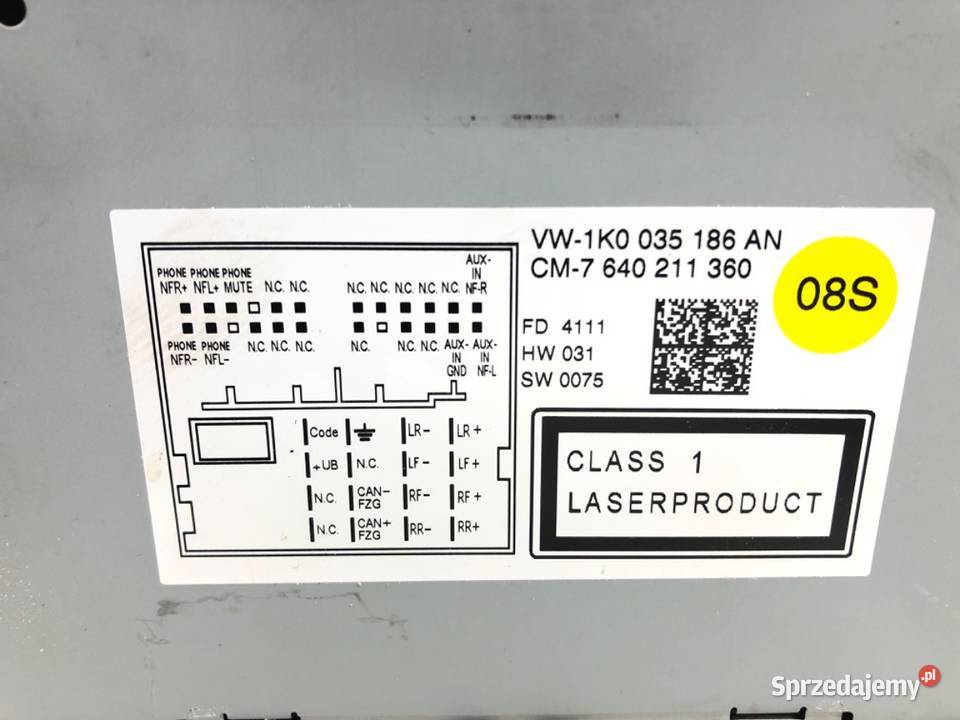 VW-1K0 035 186 AN
CM-7 640 211 360
08S
FD 4111
HW 031
SW 0075
CLASS 1
LASERPRODUCT
PHONE PHONE PHONE
NFR+ NFL+ MUTE N.C. N.C.
AUX-
IN
N.C. N.C. N.C. N.C. N.C. NF-R
PHONE PHONE
NFR- NFL-
N.C. N.C. N.C.
N.C. N.C. N.C. AUX- AUX-
IN IN
GND NF-L
Code LR- LR+
+UB N.C. LF- LF+
N.C. CAN- FZG RF- RF+
N.C. CAN+ FZG RR- RR+
Sprzedajemy.pl